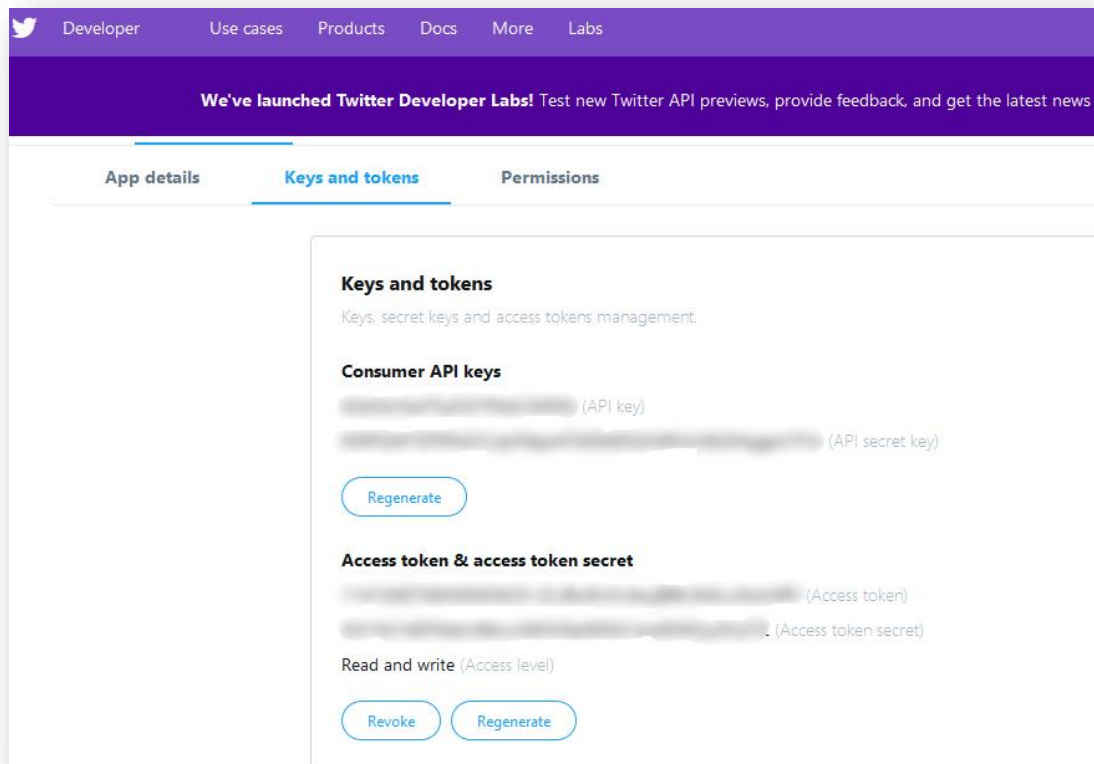 Developer Use cases Products Docs More Labs
We've launched Twitter Developer Labs! Test new Twitter API previews, provide feedback, and get the latest news
App details Keys and tokens Permissions
Keys and tokens
Keys, secret keys and access tokens management.
Consumer API keys
(API key)
(API secret key)
Regenerate
Access token & access token secret
(Access token)
(Access token secret)
Read and write (Access level)
Revoke Regenerate